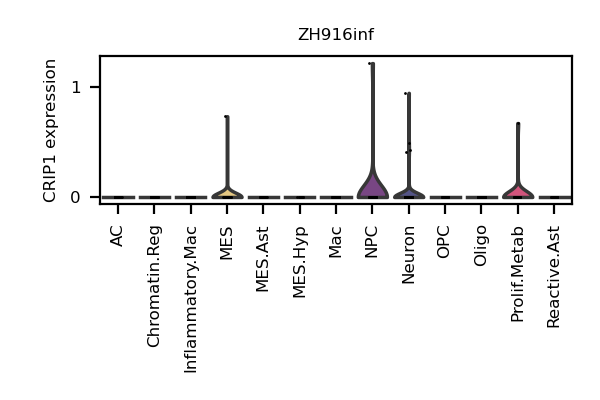 ZH916inf
CRIP1 expression
1
0
AC
Chromatin.Reg
Inflammatory.Mac
MES
MES.Ast
MES.Hyp
Mac
NPC
Neuron
OPC
Oligo
Prolif.Metab
Reactive.Ast